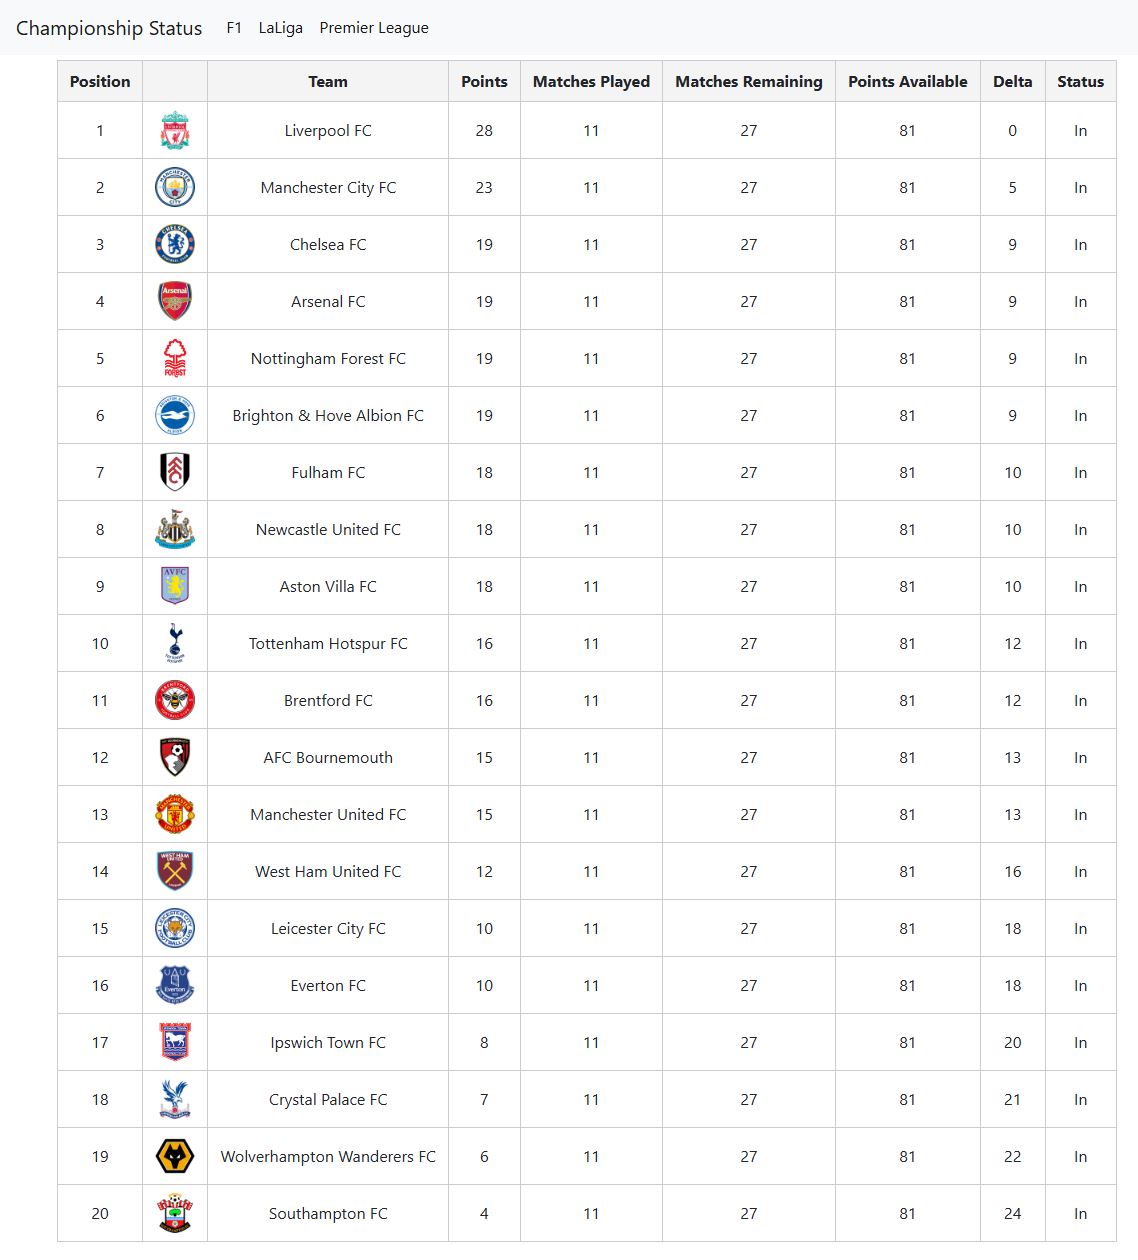 Championship Status F1 LaLiga Premier League
Position Team Points Matches Played Matches Remaining Points Available Delta Status
1 Liverpool FC 28 11 27 81 0 In
2 Manchester City FC 23 11 27 81 5 In
3 Chelsea FC 19 11 27 81 9 In
4 Arsenal FC 19 11 27 81 9 In
5 Nottingham Forest FC 19 11 27 81 9 In
6 Brighton & Hove Albion FC 19 11 27 81 9 In
7 Fulham FC 18 11 27 81 10 In
8 Newcastle United FC 18 11 27 81 10 In
9 Aston Villa FC 18 11 27 81 10 In
10 Tottenham Hotspur FC 16 11 27 81 12 In
11 Brentford FC 16 11 27 81 12 In
12 AFC Bournemouth 15 11 27 81 13 In
13 Manchester United FC 15 11 27 81 13 In
14 West Ham United FC 12 11 27 81 16 In
15 Leicester City FC 10 11 27 81 18 In
16 Everton FC 10 11 27 81 18 In
17 Ipswich Town FC 8 11 27 81 20 In
18 Crystal Palace FC 7 11 27 81 21 In
19 Wolverhampton Wanderers FC 6 11 27 81 22 In
20 Southampton FC 4 11 27 81 24 In